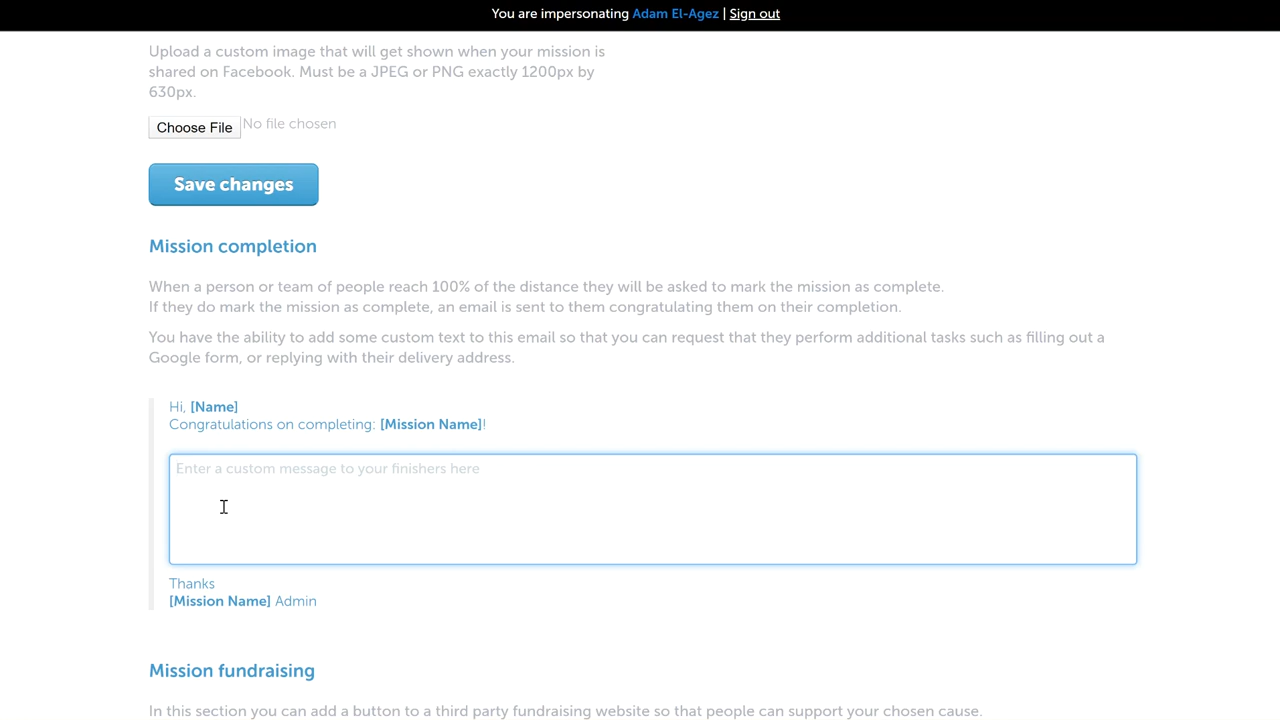 You are impersonating Adam El-Agez | Sign out
Upload a custom image that will get shown when your mission is
shared on Facebook. Must be a JPEG or PNG exactly 1200px by
630px.
Choose File No file chosen
Save changes
Mission completion
When a person or team of people reach 100% of the distance they will be asked to mark the mission as complete.
If they do mark the mission as complete, an email is sent to them congratulating them on their completion.
You have the ability to add some custom text to this email so that you can request that they perform additional tasks such as filling out a
Google form, or replying with their delivery address.
Hi, [Name]
Congratulations on completing: [Mission Name]!
Enter a custom message to your finishers here
Thanks
[Mission Name] Admin
Mission fundraising
In this section you can add a button to a third party fundraising website so that people can support your chosen cause.